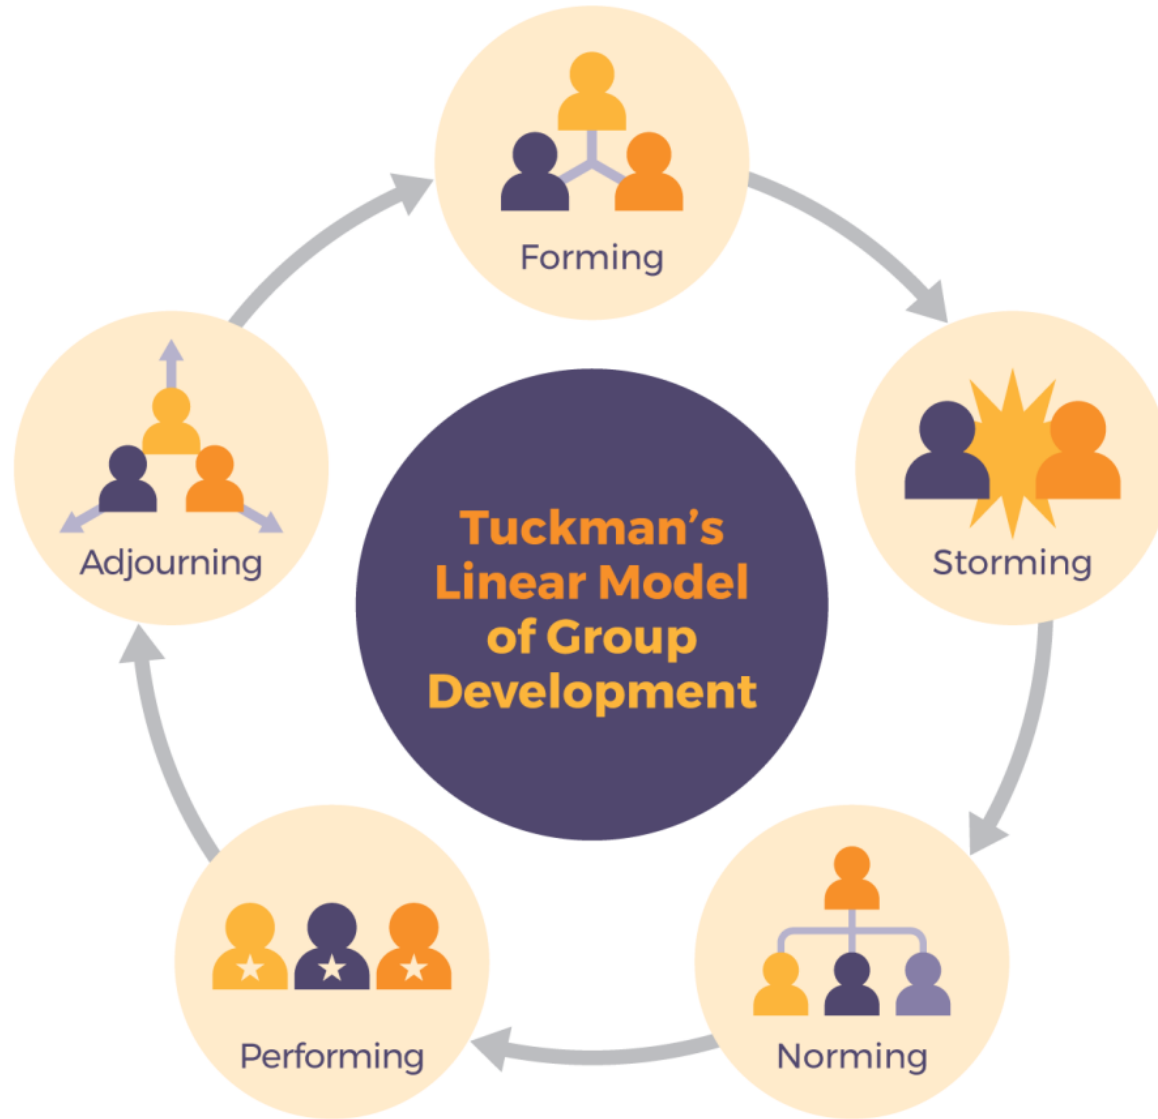 Forming
Storming
Norming
Performing
Adjourning
Tuckman’s
Linear Model
of Group
Development